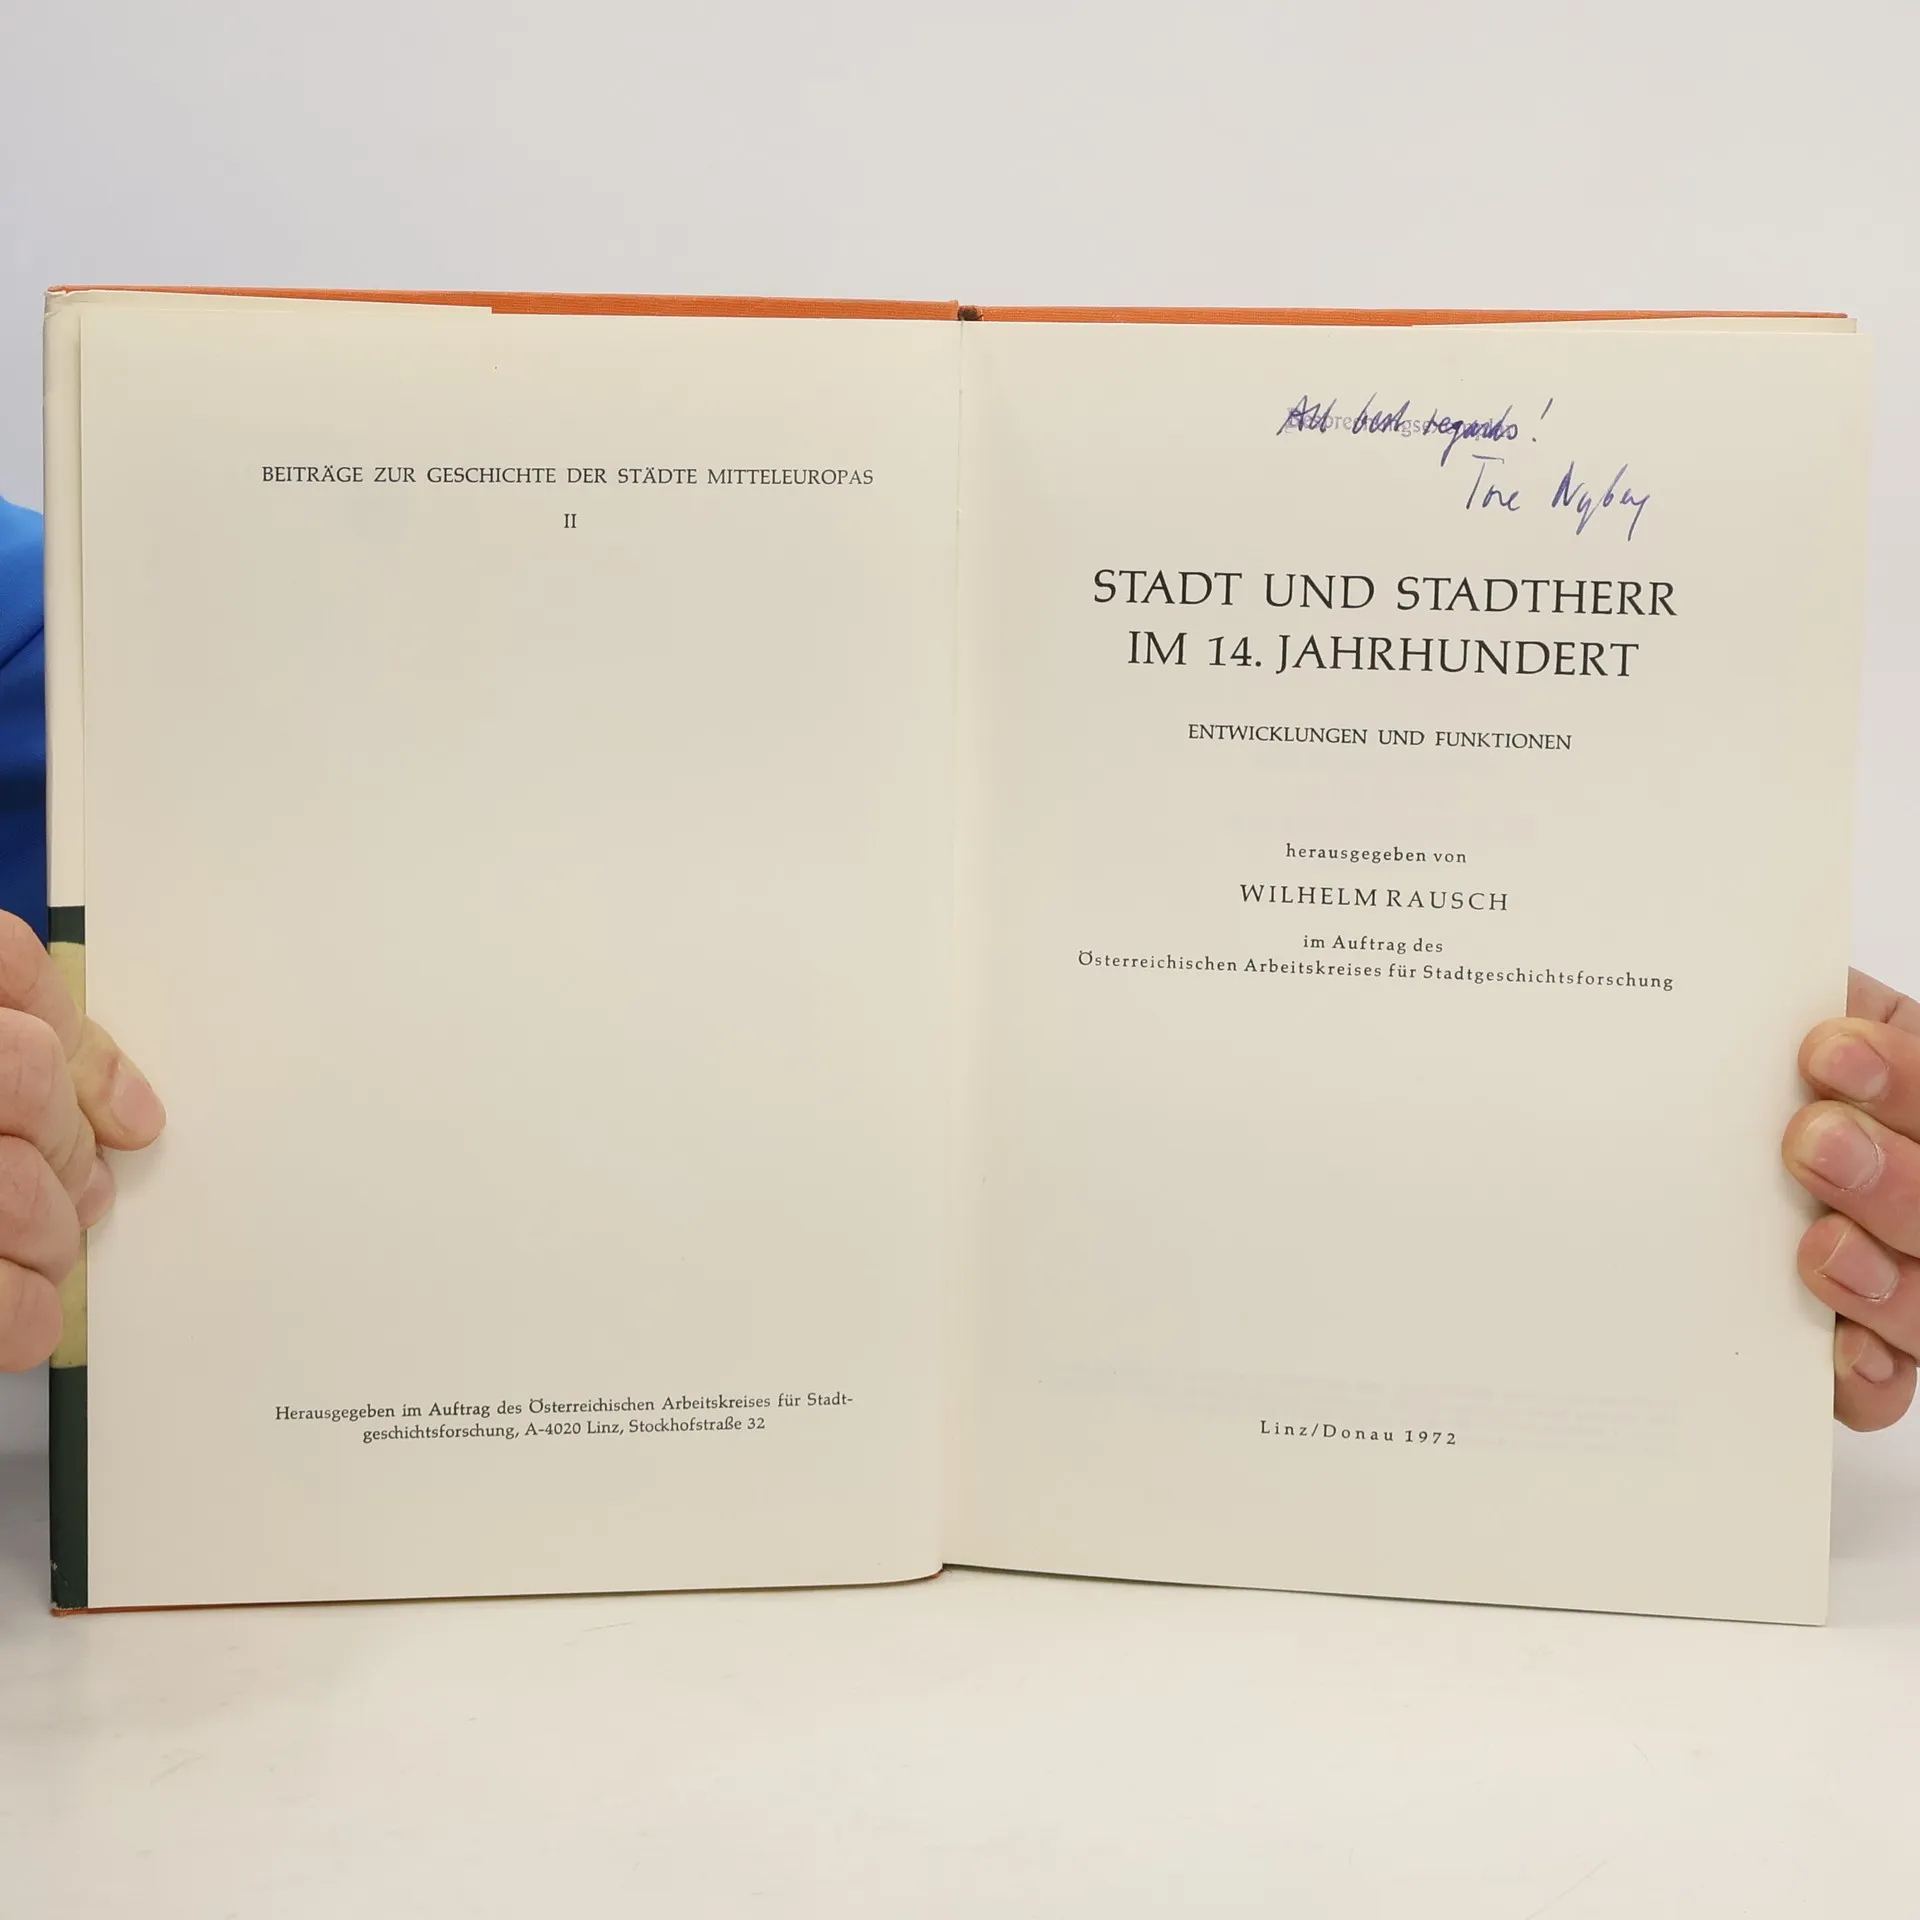 BEITRÄGE ZUR GESCHICHTE DER STÄDTE MITTELEUROPAS
II
Herausgegeben im Auftrag des Österreichischen Arbeitskreises für Stadt-
geschichtsforschung, A-4020 Linz, Stockhofstraße 32
All best regards!
Tore Nyberg
STADT UND STADTHERR
IM 14. JAHRHUNDERT
ENTWICKLUNGEN UND FUNKTIONEN
herausgegeben von
WILHELM RAUSCH
im Auftrag des
Österreichischen Arbeitskreises für Stadtgeschichtsforschung
Linz/Donau 1972